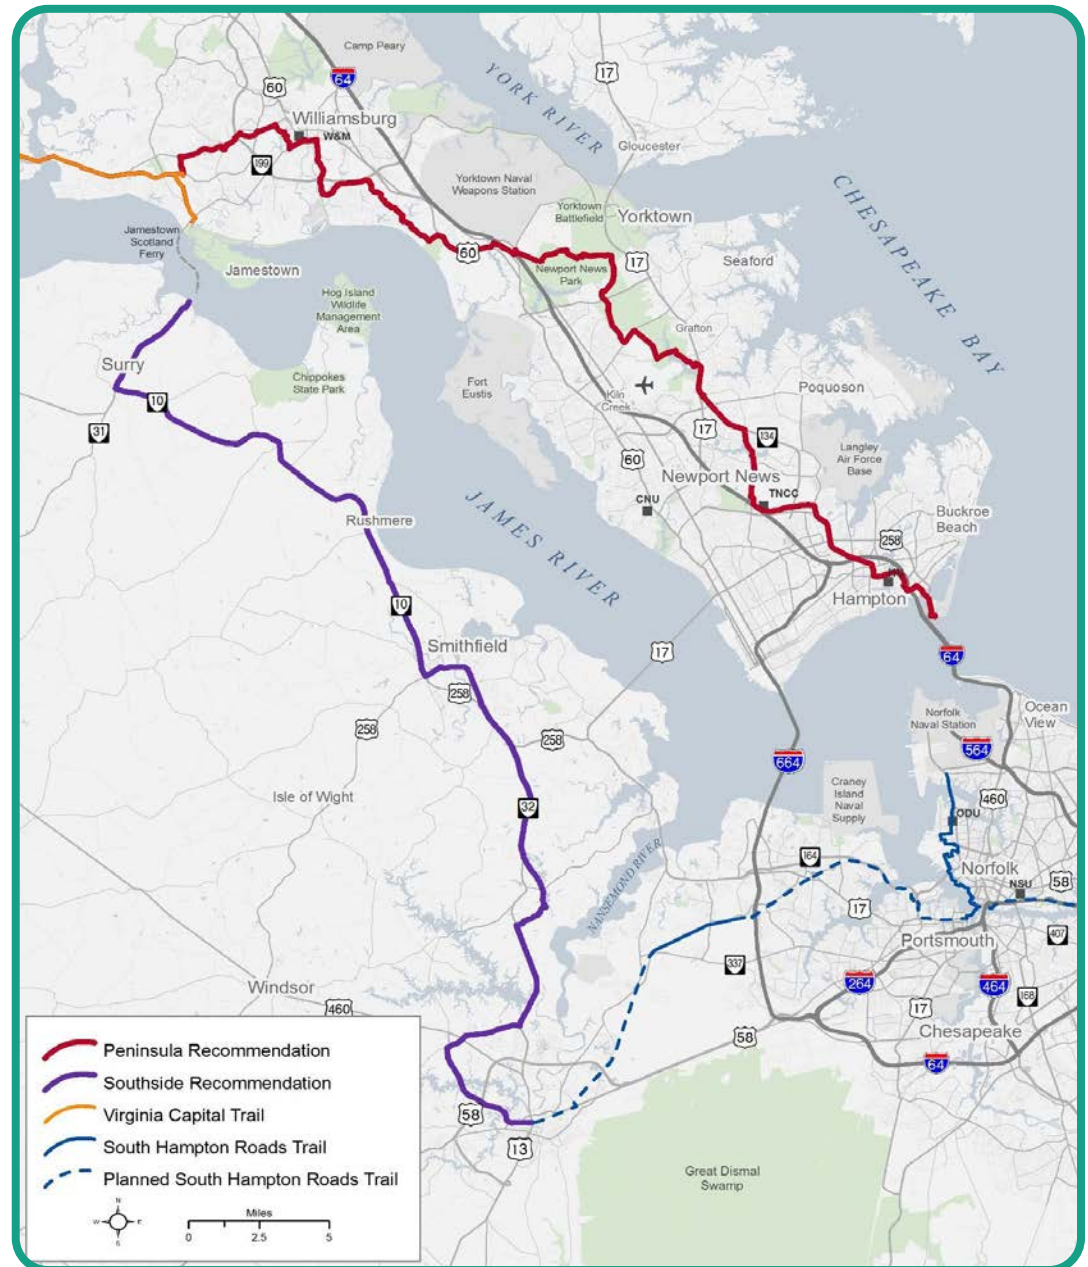 Camp Peary
64
17
60
YORK RIVER
Williamsburg
W&M
Gloucester
199
Yorktown Naval
Weapons Station
CHESAPEAKE BAY
Yorktown
Battlefield
Yorktown
Jamestown
Scotland
Ferry
60
17
Seaford
Jamestown
Newport News
Park
Hog Island
Wildlife
Management
Area
Grafton
Surry
Chippokes
State Park
Fort
Eustis
Kiln
Creek
Poquoson
10
31
17
134
60
Langley
Air Force
Base
Newport News
CNU
TNCC
JAMES RIVER
Rushmere
Buckroe
Beach
258
Hampton
10
Smithfield
17
64
258
258
258
Norfolk
Naval Station
Ocean
View
564
664
Craney
Island
Naval
Supply
Isle of Wight
32
460
ODU
NANSEMOND RIVER
164
Norfolk
NSU
58
17
407
Portsmouth
337
264
464
168
Windsor
460
17
Chesapeake
58
64
Peninsula Recommendation
Southside Recommendation
Virginia Capital Trail
South Hampton Roads Trail
Planned South Hampton Roads Trail
58
13
Great Dismal
Swamp
N
W
E
S
Miles
0
2.5
5